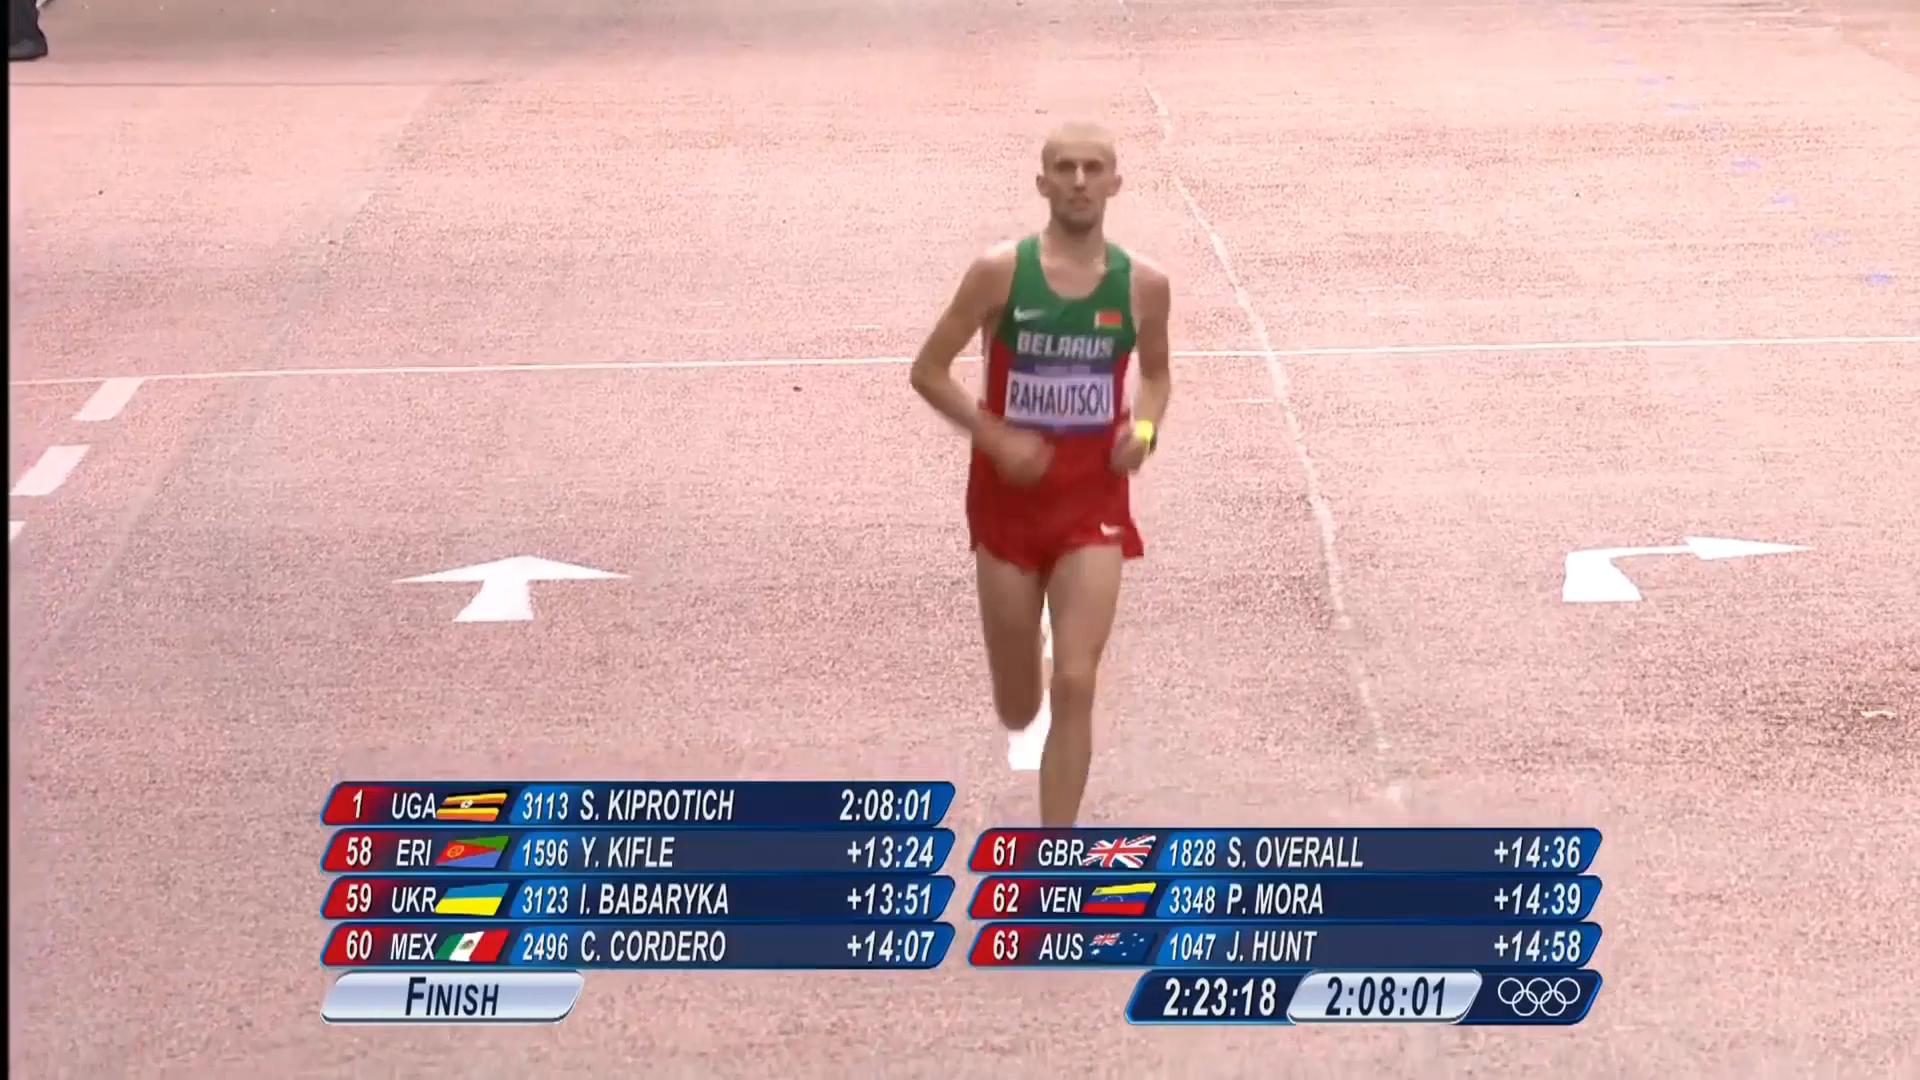 BELARUS
RAHAUTSOU
1 UGA 3113 S. KIPROTICH 2:08:01
58 ERI 1596 Y. KIFLE +13:24
59 UKR 3123 I. BABARYKA +13:51
60 MEX 2496 C. CORDERO +14:07
61 GBR 1828 S. OVERALL +14:36
62 VEN 3348 P. MORA +14:39
63 AUS 1047 J. HUNT +14:58
FINISH
2:23:18 2:08:01